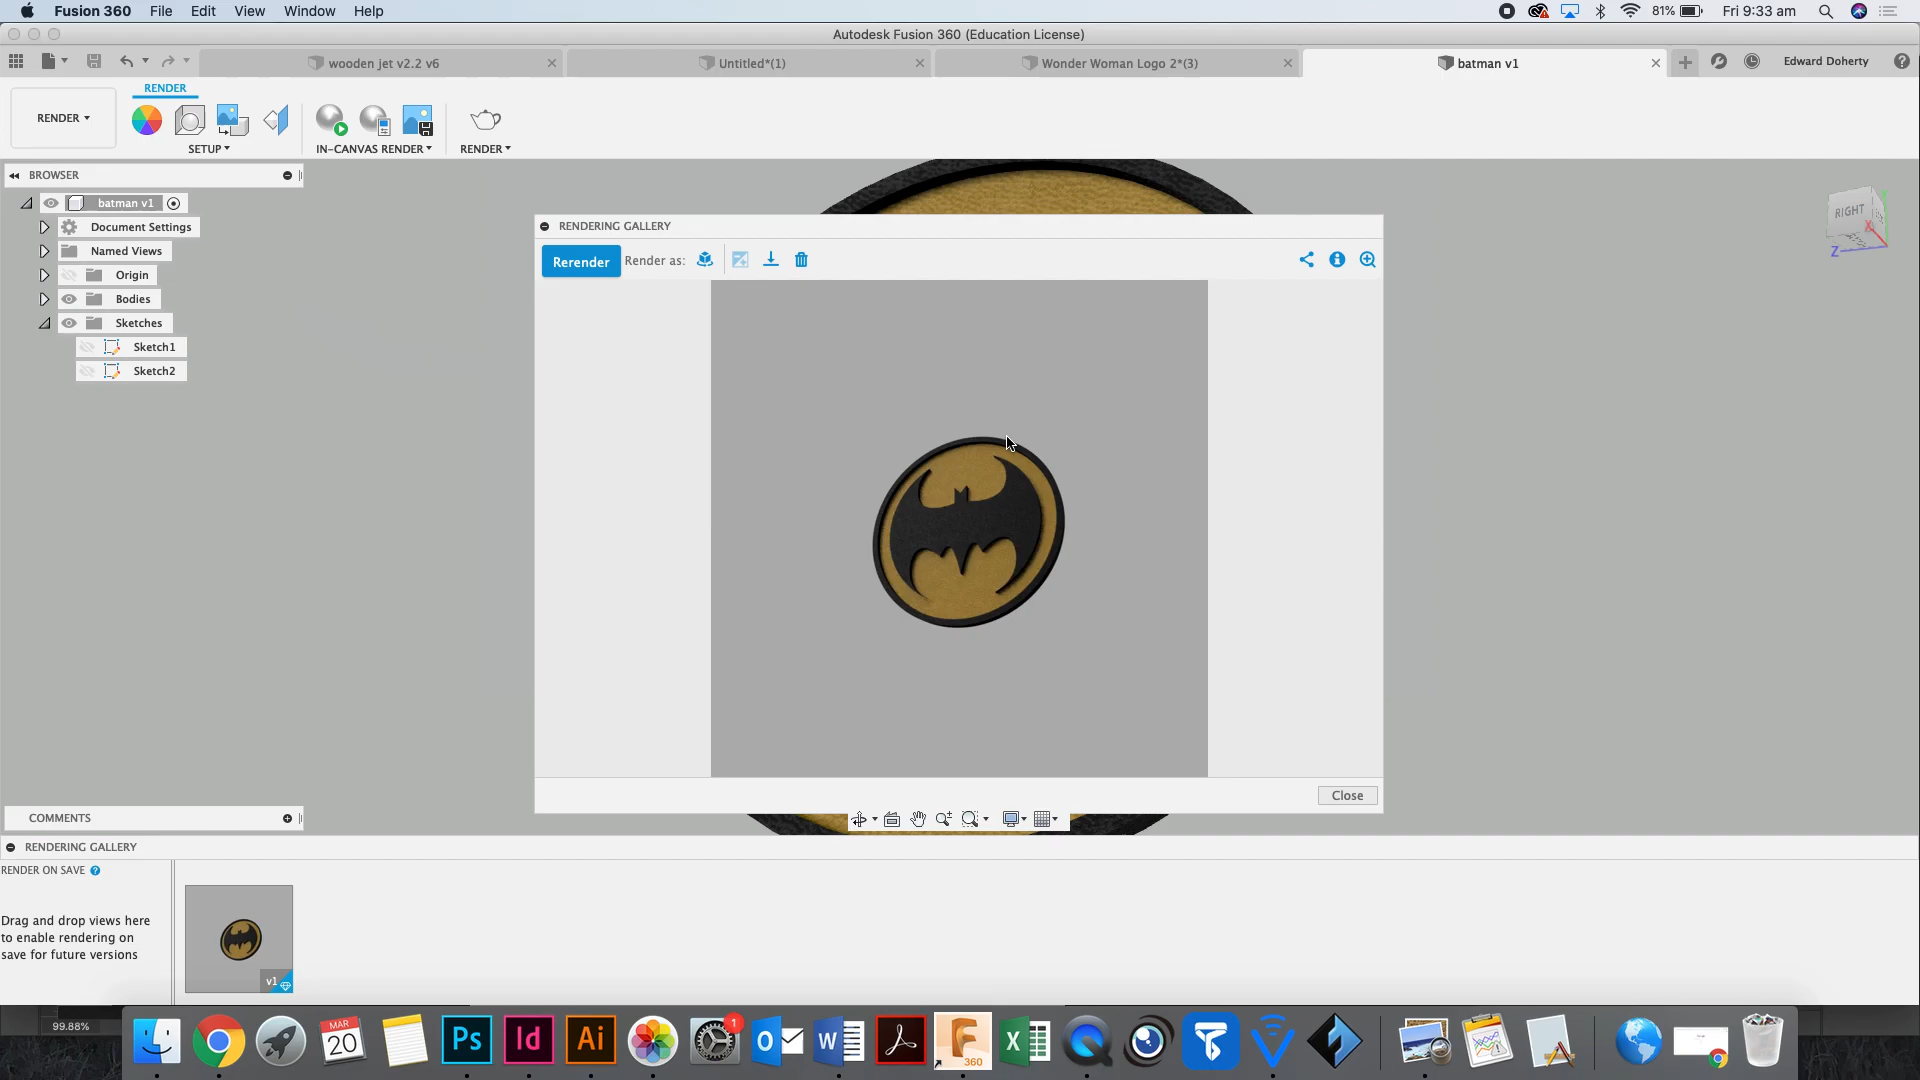 Fusion 360 File Edit View Window Help 81% Fri 9:33 am
Autodesk Fusion 360 (Education License)
wooden jet v2.2 v6 Untitled*(1) Wonder Woman Logo 2*(3) batman v1 Edward Doherty
RENDER
RENDER
SETUP IN-CANVAS RENDER RENDER
BROWSER
batman v1
Document Settings
Named Views
Origin
Bodies
Sketches
Sketch1
Sketch2
RIGHT
X
Z
RENDERING GALLERY
Rerender Render as:
Close
COMMENTS
RENDERING GALLERY
RENDER ON SAVE
Drag and drop views here
to enable rendering on
save for future versions
v1
99.88%
MAR
20
Ps
Id
Ai
1
360